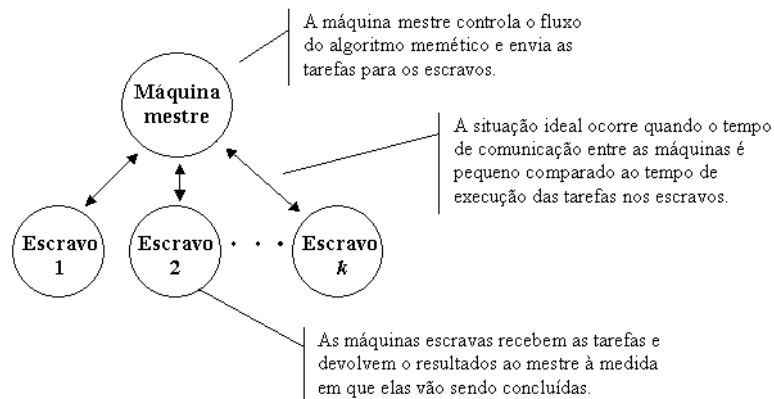 A máquina mestre controla o fluxo
do algoritmo memético e envia as
tarefas para os escravos.
Máquina
mestre
A situação ideal ocorre quando o tempo
de comunicação entre as máquinas é
pequeno comparado ao tempo de
execução das tarefas nos escravos.
Escravo
1
Escravo
2
. . .
Escravo
k
As máquinas escravas recebem as tarefas e
devolvem o resultados ao mestre à medida
em que elas vão sendo concluídas.